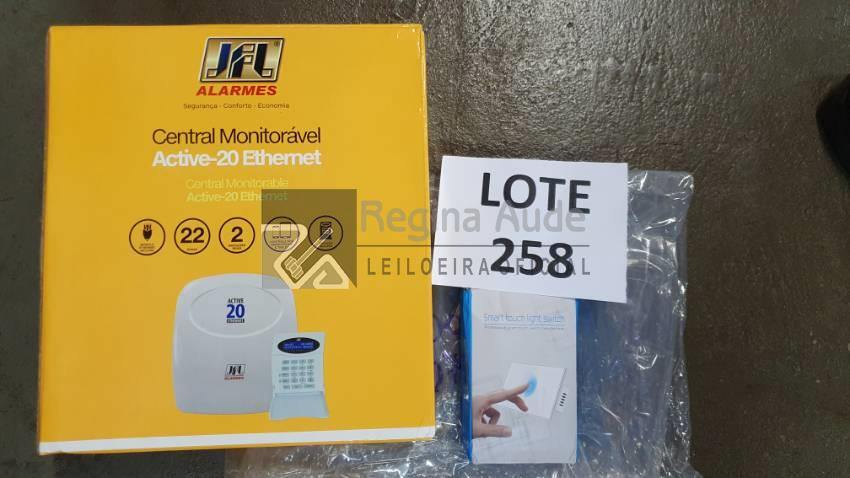 JFL
ALARMES
Segurança - Conforto - Economia
Central Monitorável
Active-20 Ethernet
Central Monitorable
Active-20 Ethernet
22
2
ACTIVE
20
ETHERNET
JFL
ALARMES
LOTE
258
Regina Aude
LEILOEIRA OFICIAL
Smart touch light switch